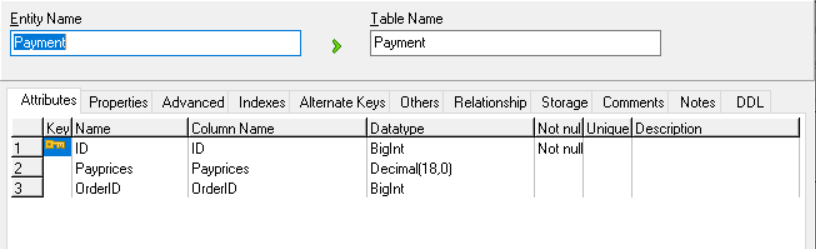 Entity Name Table Name
Payment Payment
Attributes Properties Advanced Indexes Alternate Keys Others Relationship Storage Comments Notes DDL
Key Name Column Name Datatype Not nul Unique Description
1 ID ID BigInt Not null
2 Payprices Payprices Decimal(18,0)
3 OrderID OrderID BigInt